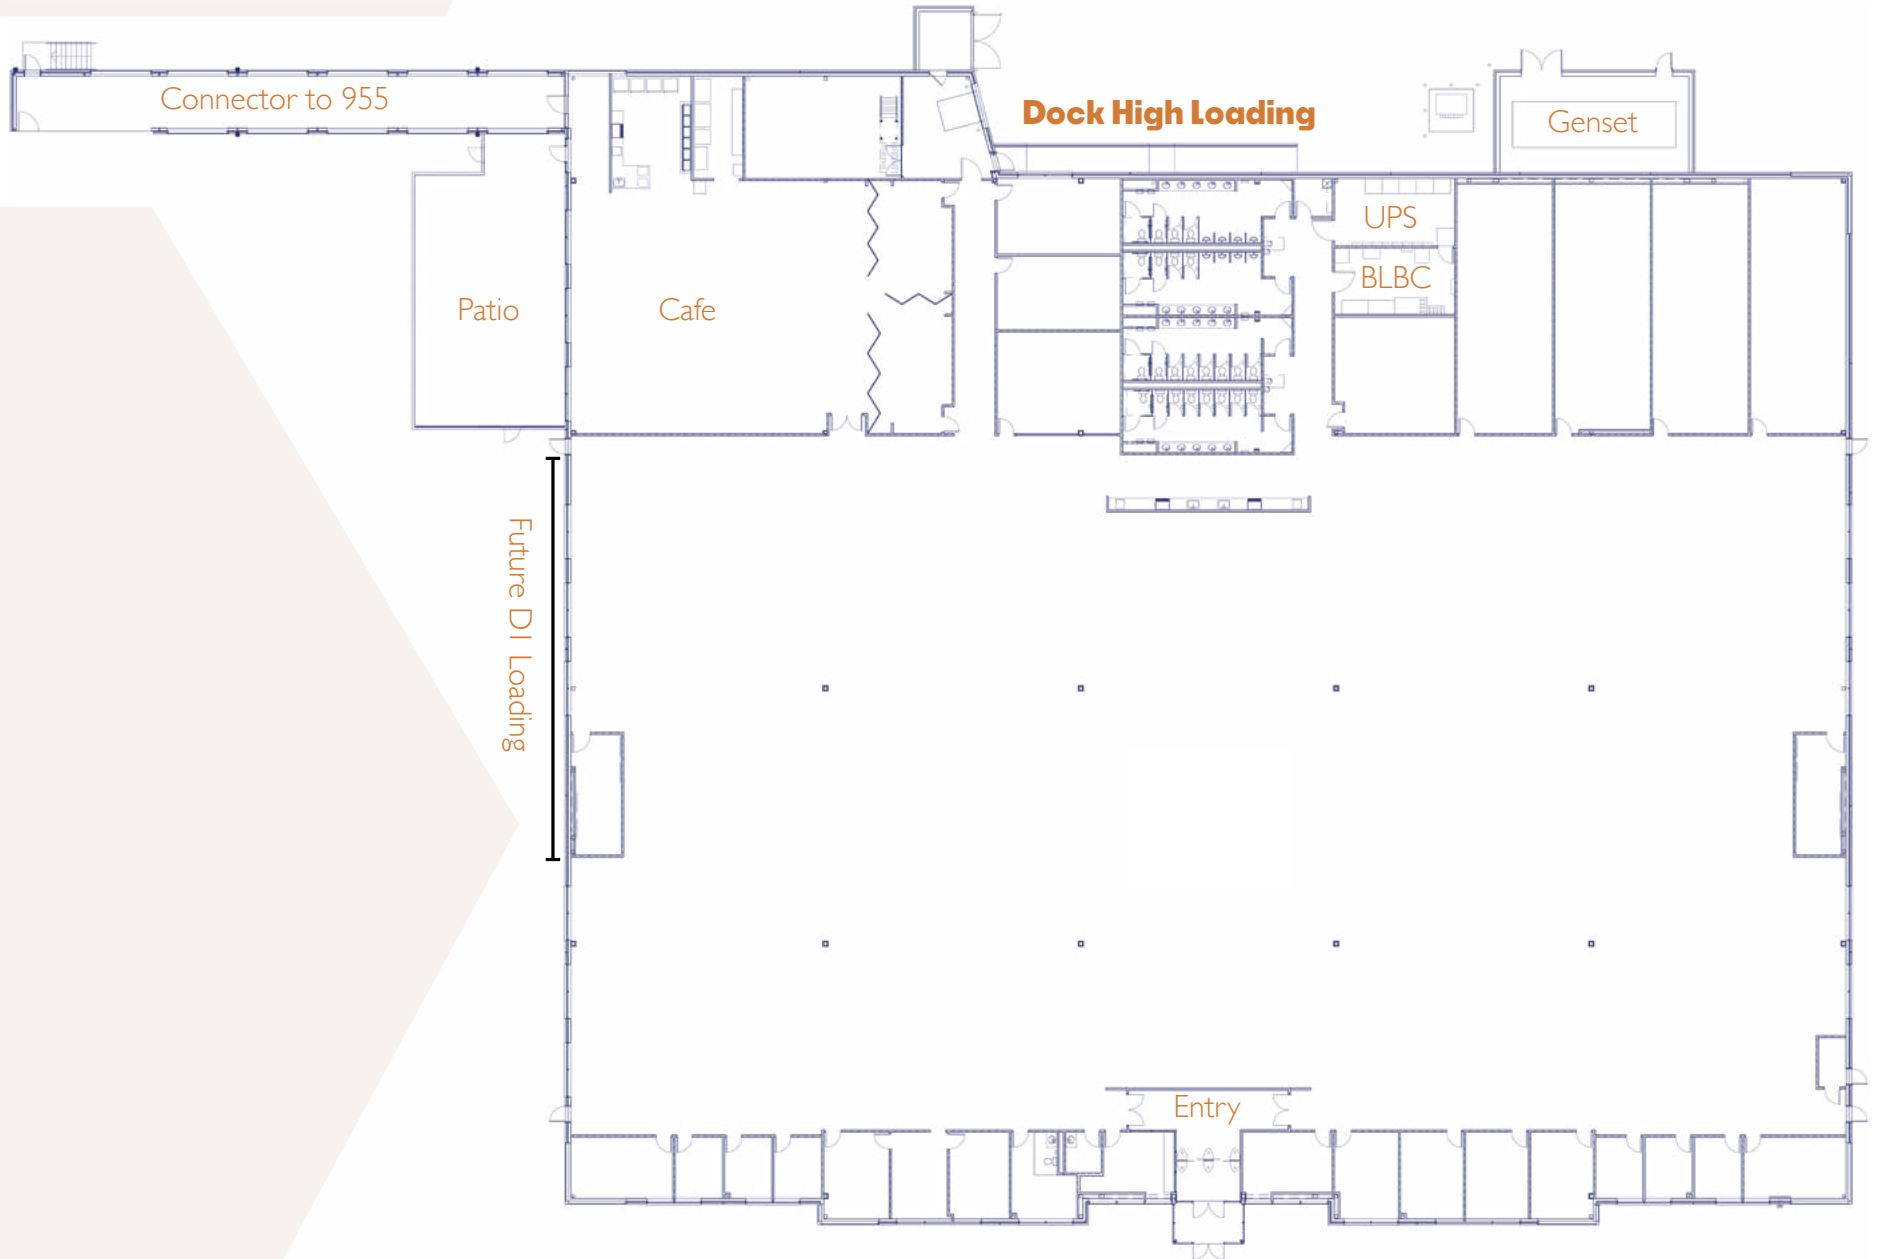 Connector to 955
Dock High Loading
Genset
UPS
BLBC
Patio
Cafe
Future DI Loading
Entry